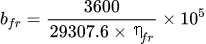 b_fr = 3600 / (29307.6 × η_fr) × 10^5